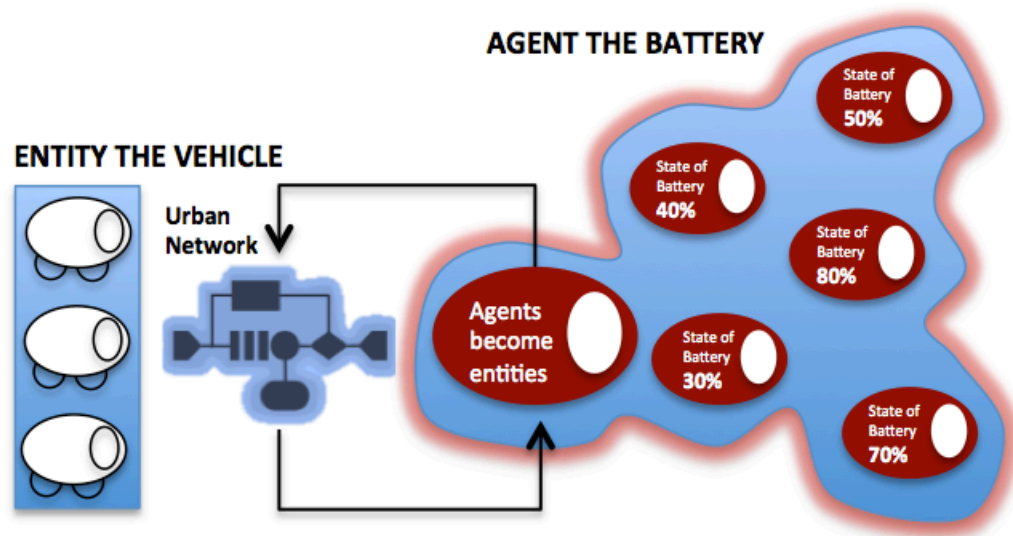 AGENT THE BATTERY
ENTITY THE VEHICLE
Urban
Network
Agents
become
entities
State of
Battery
50%
State of
Battery
40%
State of
Battery
80%
State of
Battery
30%
State of
Battery
70%